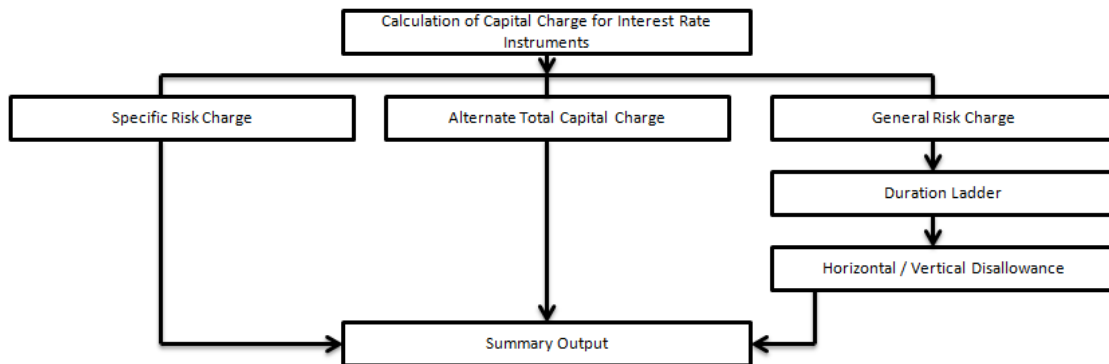 Calculation of Capital Charge for Interest Rate
Instruments
Specific Risk Charge
Alternate Total Capital Charge
General Risk Charge
Duration Ladder
Horizontal / Vertical Disallowance
Summary Output